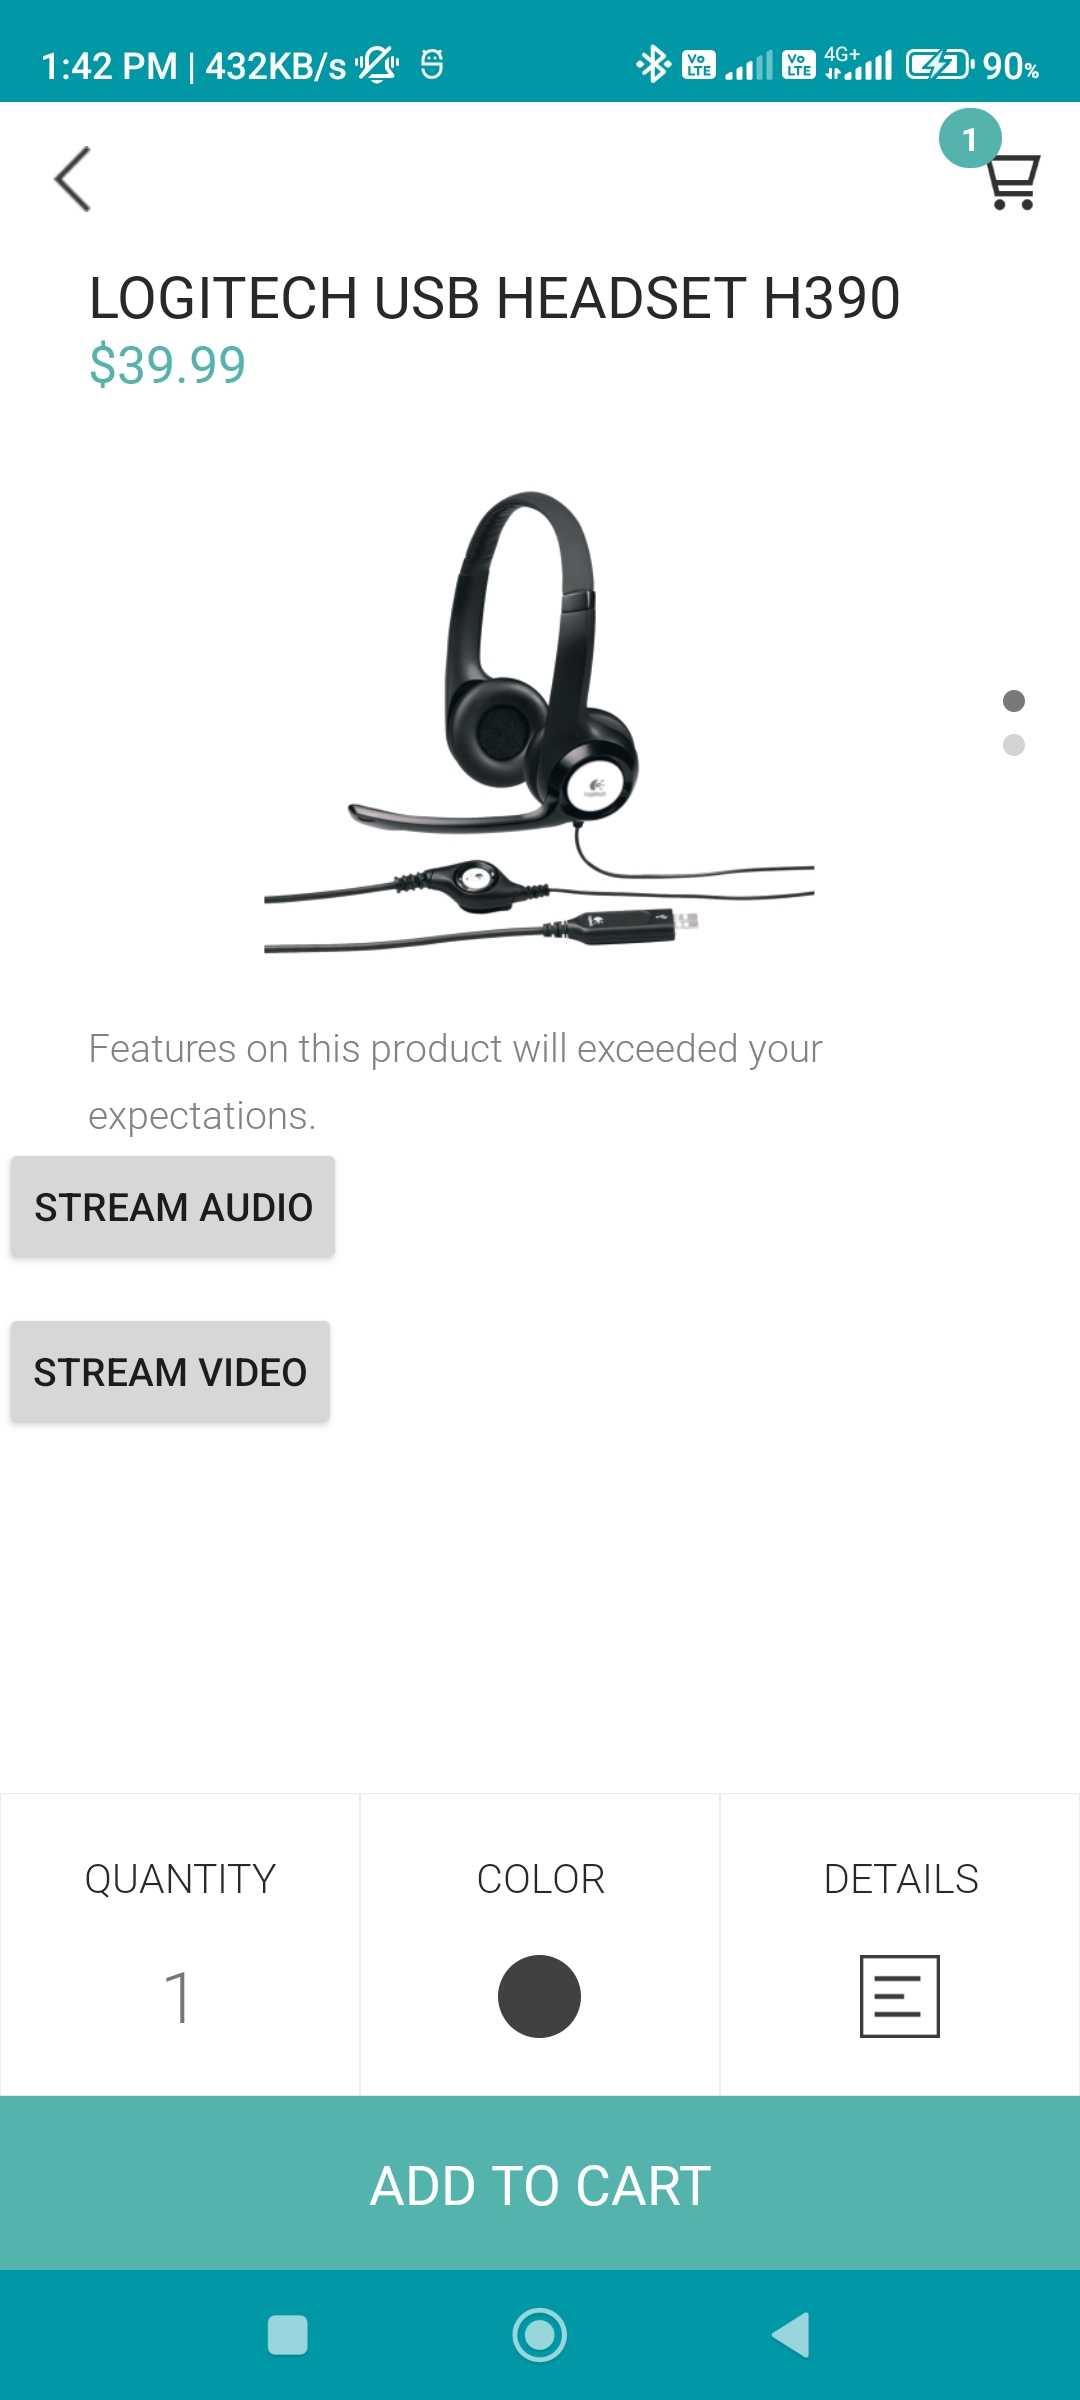 1:42 PM | 432KB/s Vo LTE Vo LTE 4G+ 90%
1
LOGITECH USB HEADSET H390
$39.99
Features on this product will exceeded your
expectations.
STREAM AUDIO
STREAM VIDEO
QUANTITY COLOR DETAILS
1
ADD TO CART